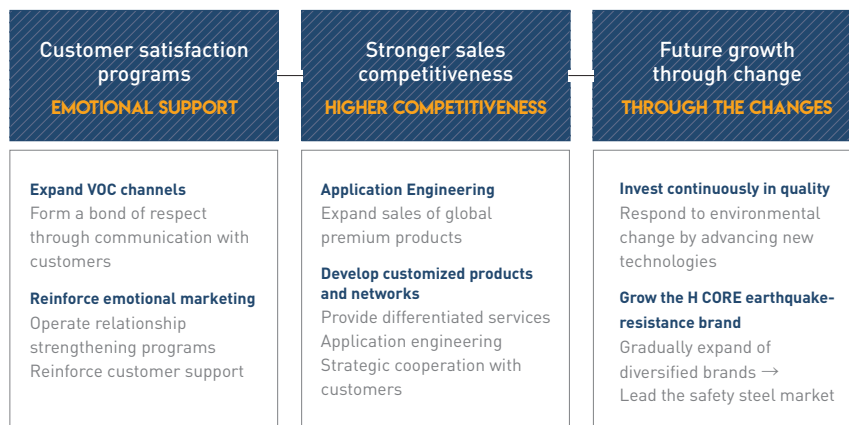 Customer satisfaction
programs
EMOTIONAL SUPPORT
Expand VOC channels
Form a bond of respect
through communication with
customers
Reinforce emotional marketing
Operate relationship
strengthening programs
Reinforce customer support
Stronger sales
competitiveness
HIGHER COMPETITIVENESS
Application Engineering
Expand sales of global
premium products
Develop customized products
and networks
Provide differentiated services
Application engineering
Strategic cooperation with
customers
Future growth
through change
THROUGH THE CHANGES
Invest continuously in quality
Respond to environmental
change by advancing new
technologies
Grow the H CORE earthquake-
resistance brand
Gradually expand of
diversified brands →
Lead the safety steel market